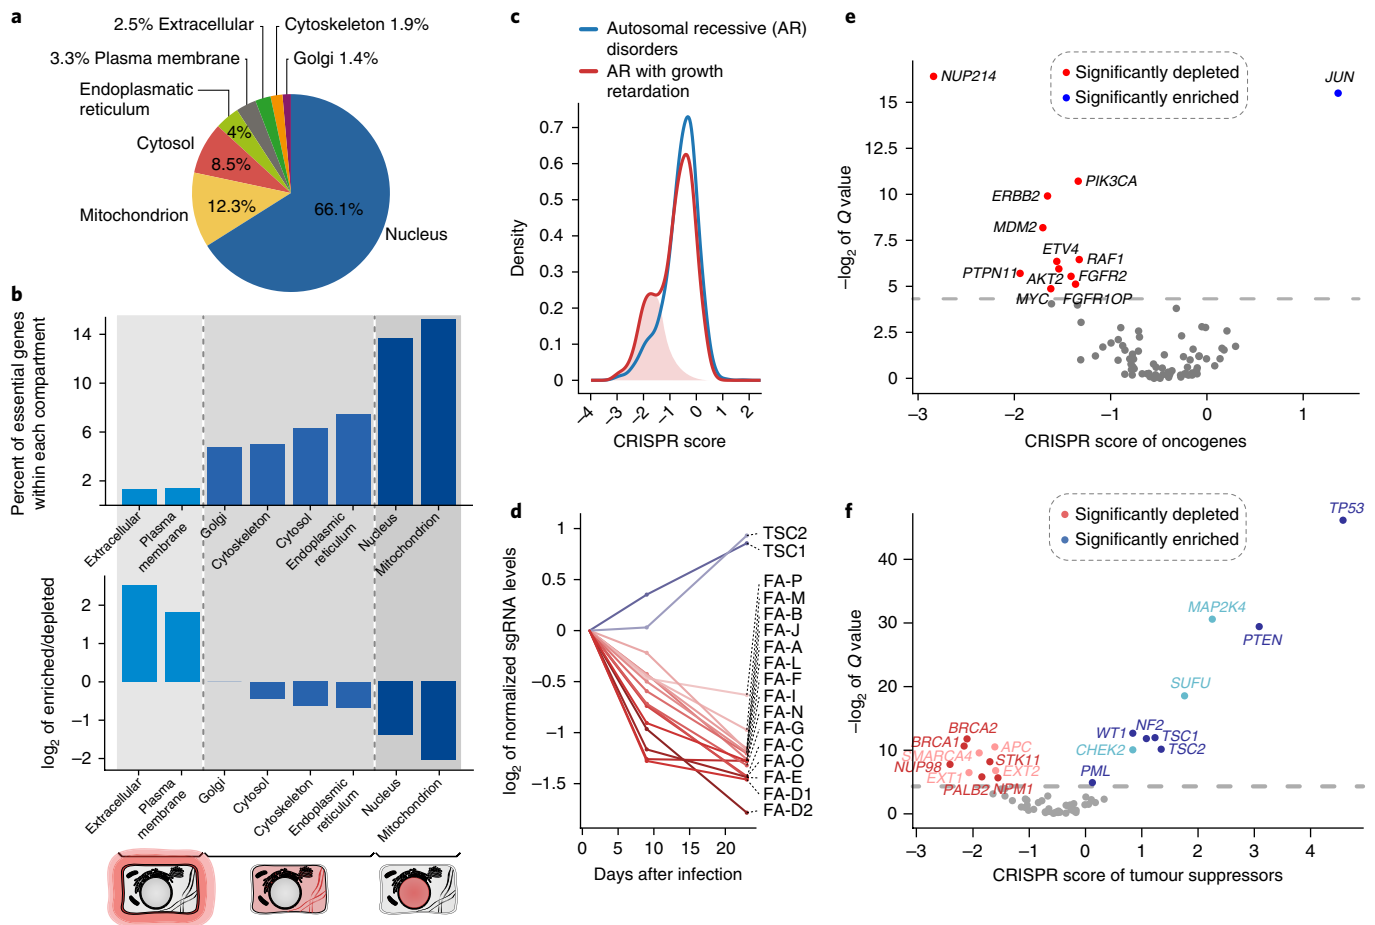 a
2.5% Extracellular
Cytoskeleton 1.9%
3.3% Plasma membrane
Golgi 1.4%
Endoplasmatic
reticulum
4%
Cytosol
8.5%
Mitochondrion
12.3%
66.1%
Nucleus
b
Percent of essential genes
within each compartment
14
10
6
2
Extracellular
Plasma
membrane
Golgi
Cytoskeleton
Cytosol
Endoplasmic
reticulum
Nucleus
Mitochondrion
log2 of enriched/depleted
2
1
0
−1
−2
Extracellular
Plasma
membrane
Golgi
Cytosol
Cytoskeleton
Endoplasmic
reticulum
Nucleus
Mitochondrion
c
Autosomal recessive (AR)
disorders
AR with growth
retardation
Density
0.7
0.6
0.5
0.4
0.3
0.2
0.1
0
−4 −3 −2 −1 0 1 2
CRISPR score
d
log2 of normalized sgRNA levels
1
0.5
0
−0.5
−1
−1.5
TSC2
TSC1
FA-P
FA-M
FA-B
FA-J
FA-A
FA-L
FA-F
FA-I
FA-N
FA-G
FA-C
FA-O
FA-E
FA-D1
FA-D2
0 5 10 15 20
Days after infection
e
Significantly depleted
Significantly enriched
−log2 of Q value
15
12.5
10
7.5
5
2.5
0
NUP214
JUN
PIK3CA
ERBB2
MDM2
ETV4
RAF1
PTPN11
AKT2
FGFR2
MYC
FGFR1OP
−3 −2 −1 0 1
CRISPR score of oncogenes
f
Significantly depleted
Significantly enriched
−log2 of Q value
40
30
20
10
0
TP53
MAP2K4
PTEN
SUFU
WT1
NF2
TSC1
CHEK2
TSC2
PML
BRCA2
BRCA1
APC
SMARCA4
STK11
NUP98
EXT1
EXT2
PALB2
NPM1
−3 −2 −1 0 1 2 3 4
CRISPR score of tumour suppressors